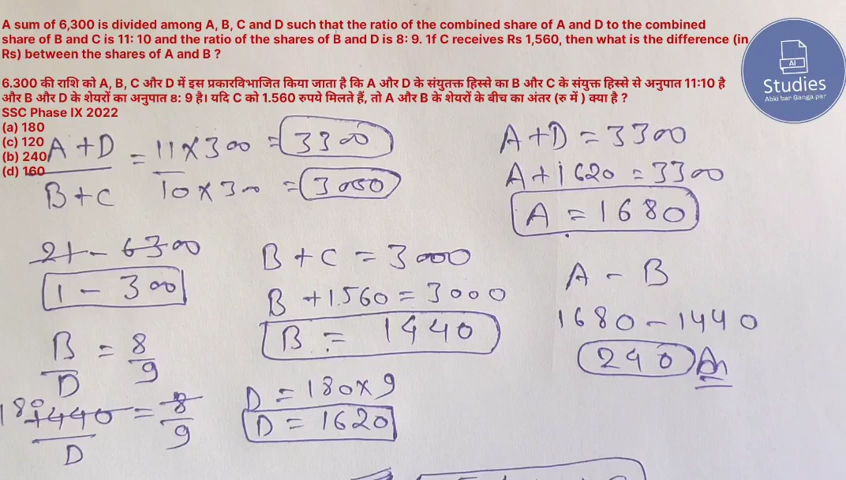 A sum of 6,300 is divided among A, B, C and D such that the ratio of the combined share of A and D to the combined
share of B and C is 11: 10 and the ratio of the shares of B and D is 8: 9. 1f C receives Rs 1,560, then what is the difference (in
Rs) between the shares of A and B ?
6.300 की राशि को A, B, C और D में इस प्रकारविभाजित किया जाता है कि A और D के संयुतक्त हिस्से का B और C के संयुक्त हिस्से से अनुपात 11:10 है
और B और D के शेयरों का अनुपात 8: 9 है। यदि C को 1.560 रुपये मिलते हैं, तो A और B के शेयरों के बीच का अंतर (रु में ) क्या है ?
SSC Phase IX 2022
(a) 180
(c) 120
(b) 240
(d) 160
AI
Studies
Abki bar Ganga par
A+D = 11×300 = 3300
B+C 10×300 = 3000
21 - 6300
1 - 300
B = 8
D 9
180 1440 = 8
D 9
B + C = 3000
B + 1560 = 3000
B = 1440
D = 180×9
D = 1620
A+D = 3300
A+1620 = 3300
A = 1680
A - B
1680 - 1440
240 An